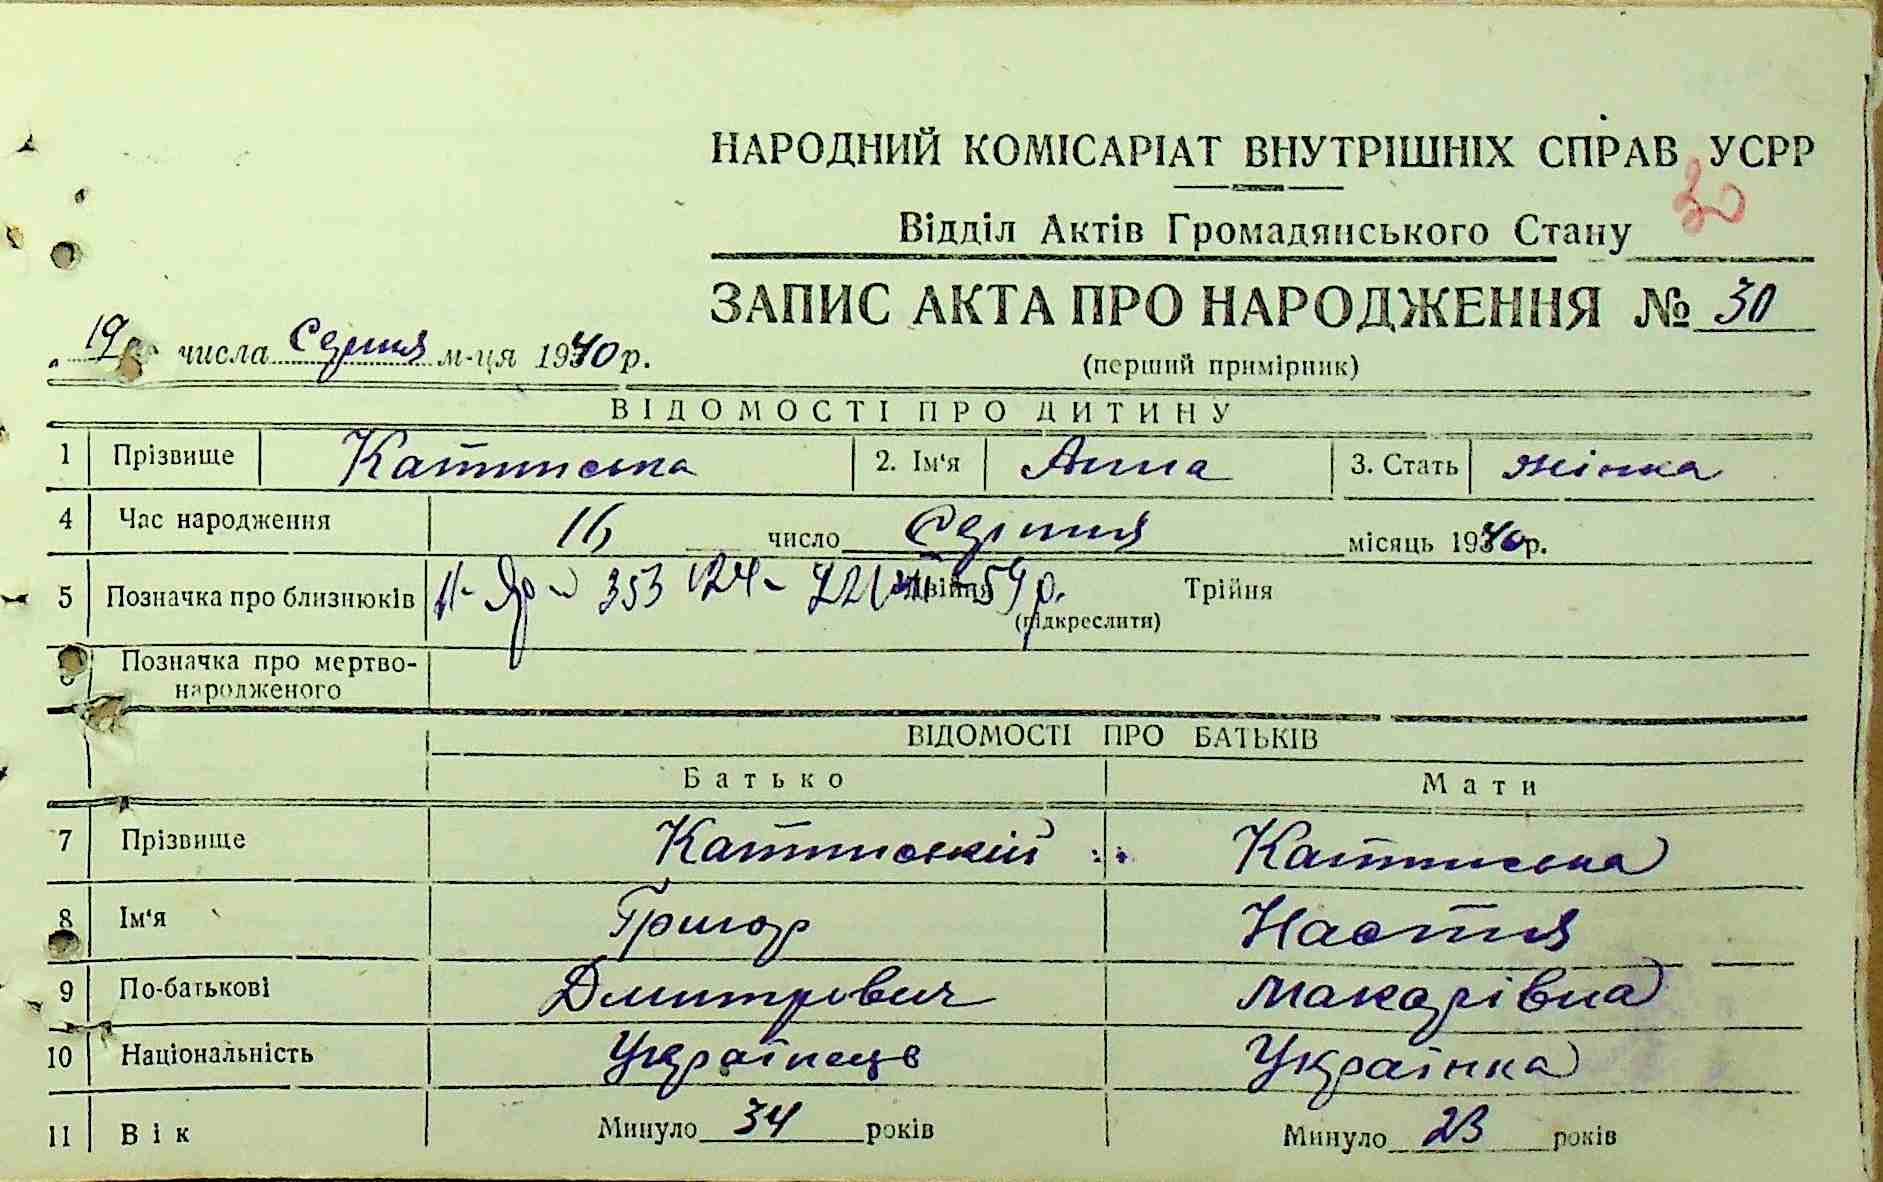 НАРОДНИЙ КОМІСАРІАТ ВНУТРІШНІХ СПРАВ УСРР
30
Відділ Актів Громадянського Стану
ЗАПИС АКТА ПРО НАРОДЖЕННЯ № 30
19 числа Серпня м-ця 1940 р.
(перший примірник)
ВІДОМОСТІ ПРО ДИТИНУ
1 Прізвище 2. Ім'я Анна 3. Стать жінка
4 Час народження 16 число Серпня місяць 1940 р.
5 Позначка про близнюків 353124 59 р. Двійня Трійня
(підкреслити)
6 Позначка про мертво-
народженого
ВІДОМОСТІ ПРО БАТЬКІВ
Батько Мати
7 Прізвище
8 Ім'я Григор Настя
9 По-батькові Дмитрович Макарівна
10 Національність Українець Українка
11 Вік Минуло 34 років Минуло 23 років